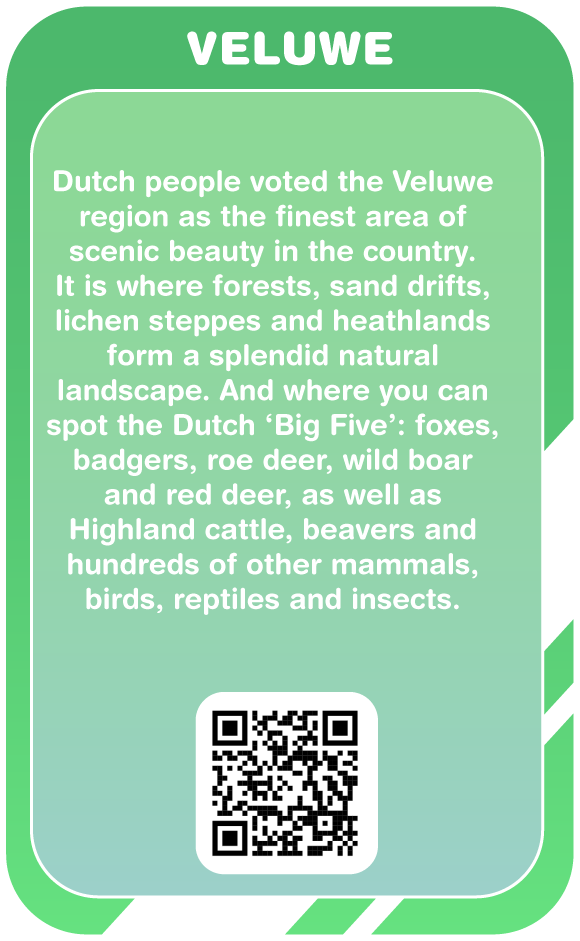 VELUWE
Dutch people voted the Veluwe
region as the finest area of
scenic beauty in the country.
It is where forests, sand drifts,
lichen steppes and heathlands
form a splendid natural
landscape. And where you can
spot the Dutch ‘Big Five’: foxes,
badgers, roe deer, wild boar
and red deer, as well as
Highland cattle, beavers and
hundreds of other mammals,
birds, reptiles and insects.